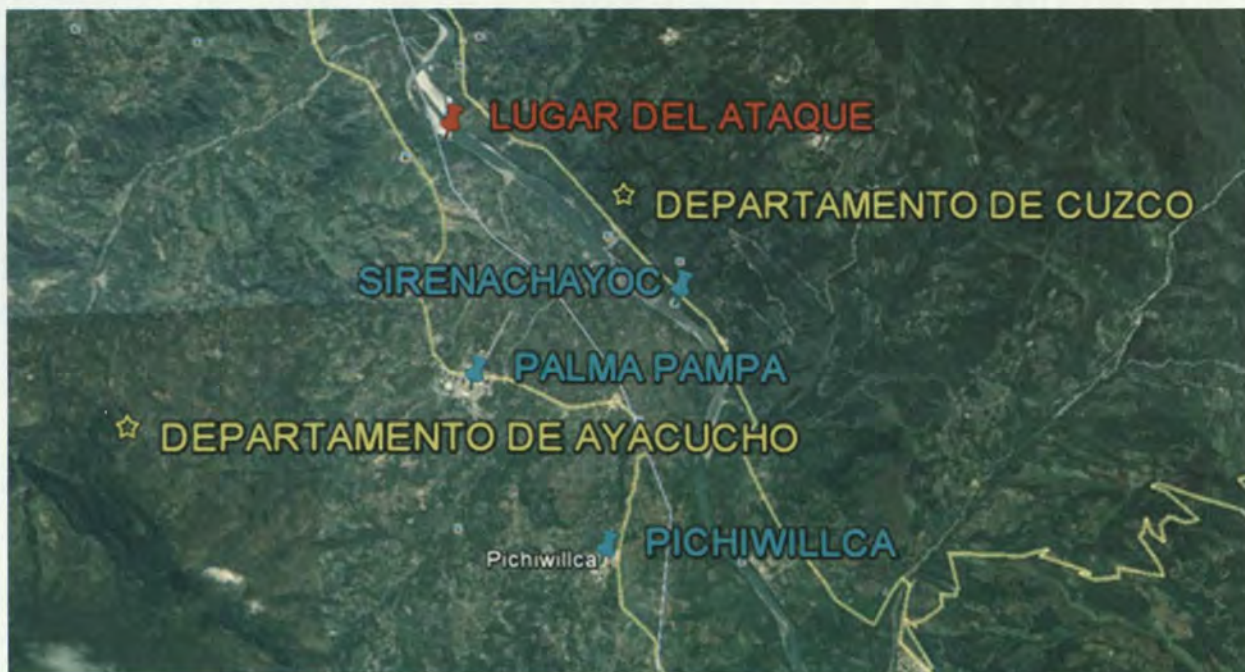 LUGAR DEL ATAQUE
DEPARTAMENTO DE CUZCO
SIRENACHAYOC
PALMA PAMPA
DEPARTAMENTO DE AYACUCHO
PICHIWILLCA
Pichiwillca